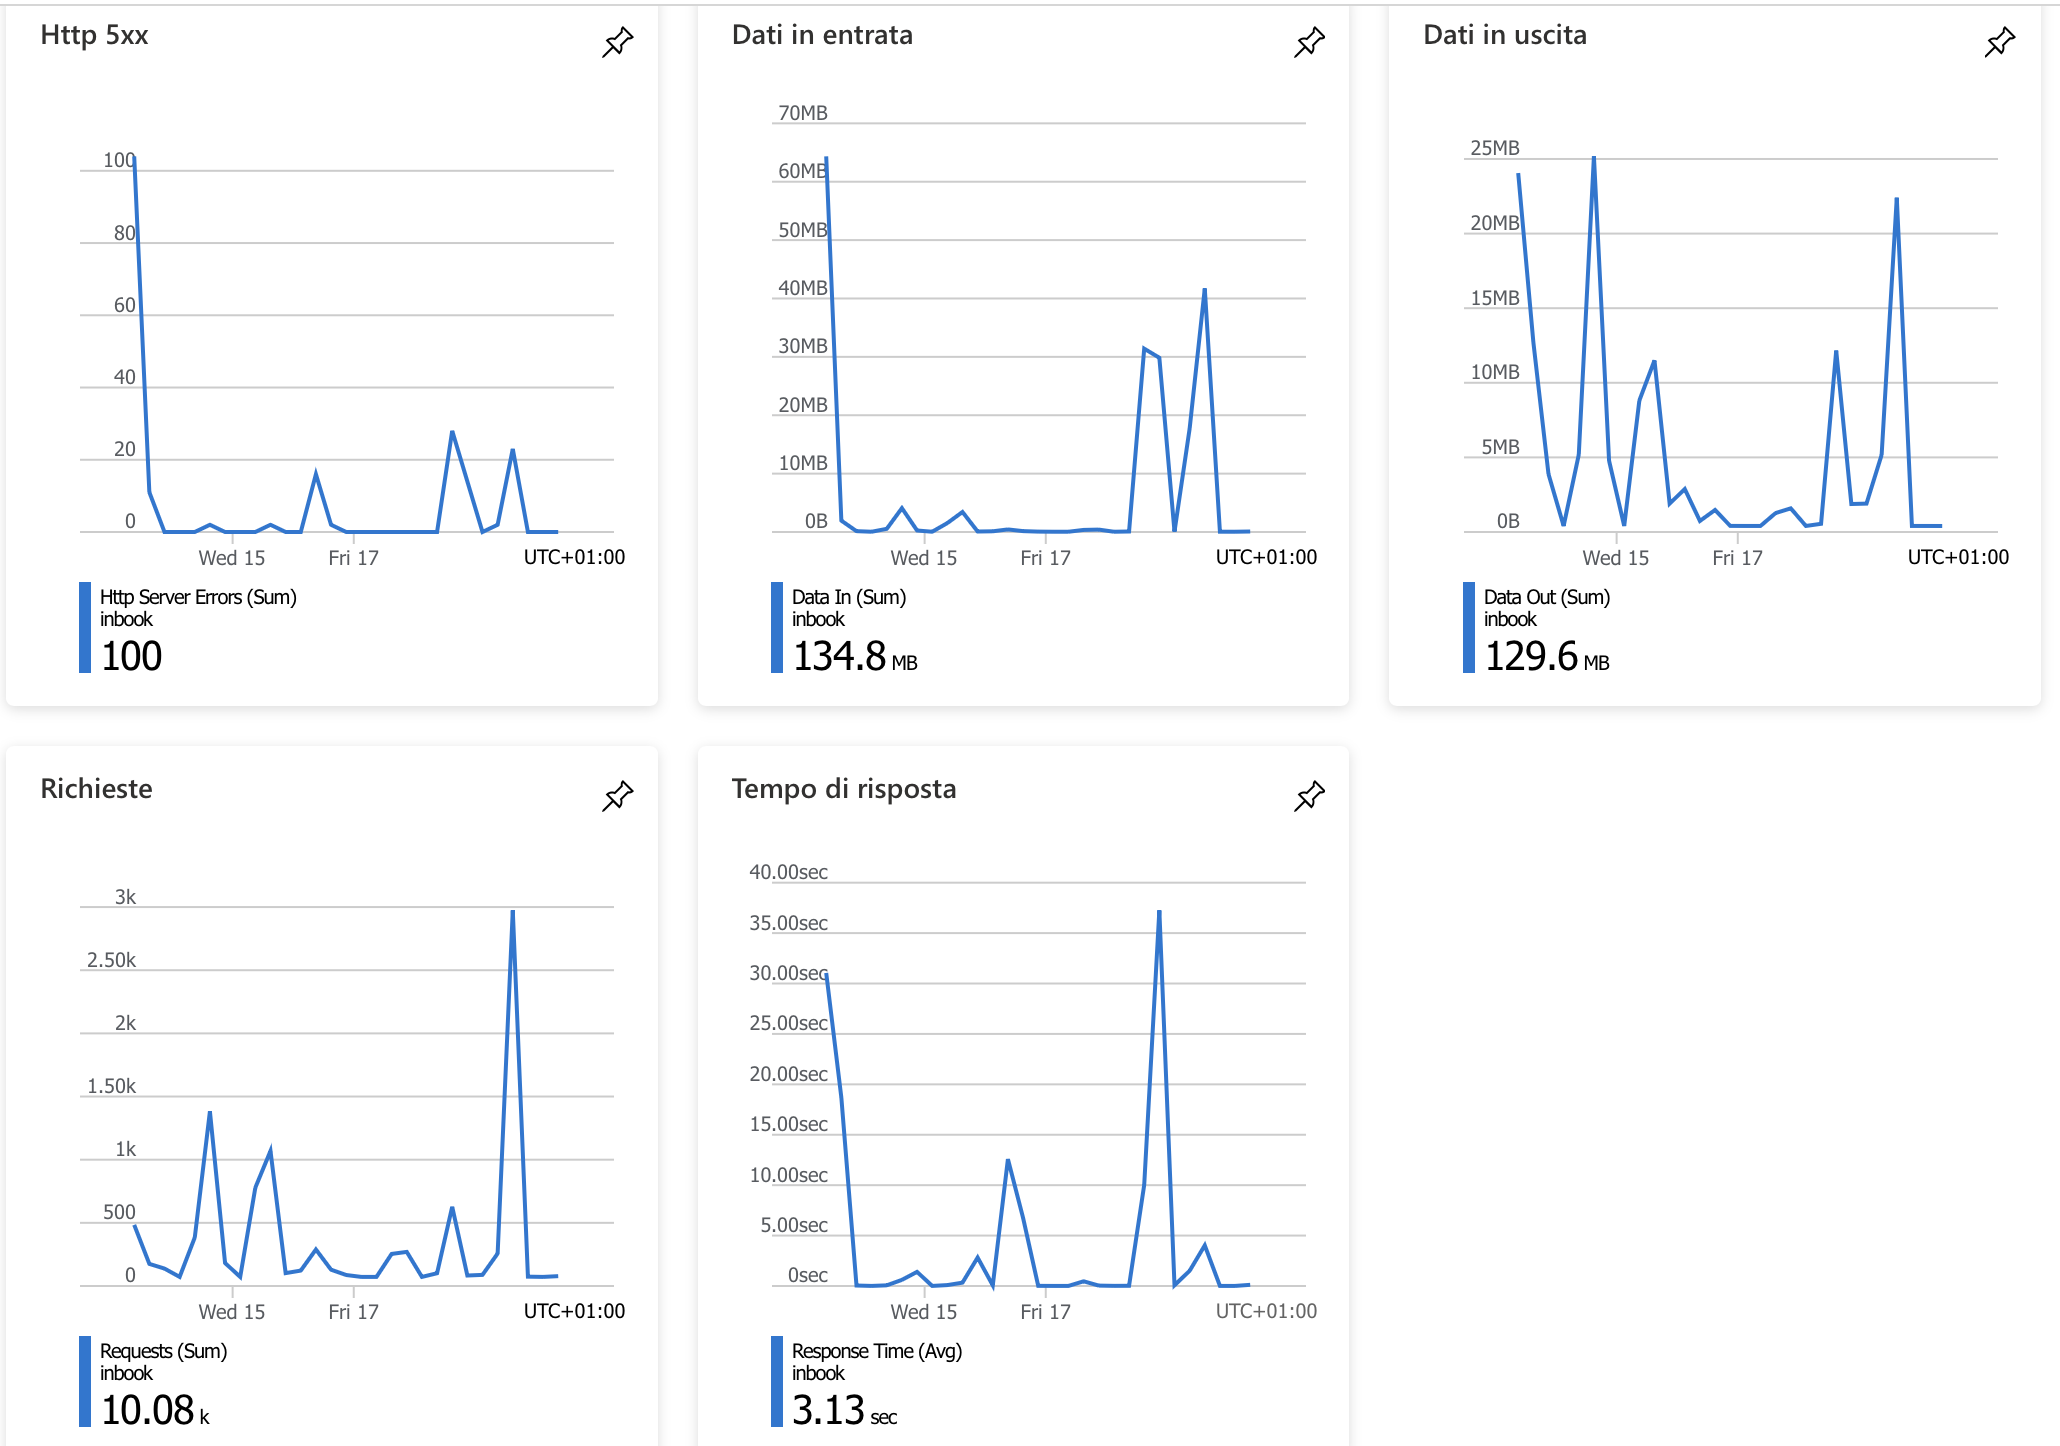 Http 5xx
100
80
60
40
20
0
Wed 15
Fri 17
UTC+01:00
Http Server Errors (Sum)
inbook
100
Dati in entrata
70MB
60MB
50MB
40MB
30MB
20MB
10MB
0B
Wed 15
Fri 17
UTC+01:00
Data In (Sum)
inbook
134.8 MB
Dati in uscita
25MB
20MB
15MB
10MB
5MB
0B
Wed 15
Fri 17
UTC+01:00
Data Out (Sum)
inbook
129.6 MB
Richieste
3k
2.50k
2k
1.50k
1k
500
0
Wed 15
Fri 17
UTC+01:00
Requests (Sum)
inbook
10.08 k
Tempo di risposta
40.00sec
35.00sec
30.00sec
25.00sec
20.00sec
15.00sec
10.00sec
5.00sec
0sec
Wed 15
Fri 17
UTC+01:00
Response Time (Avg)
inbook
3.13 sec